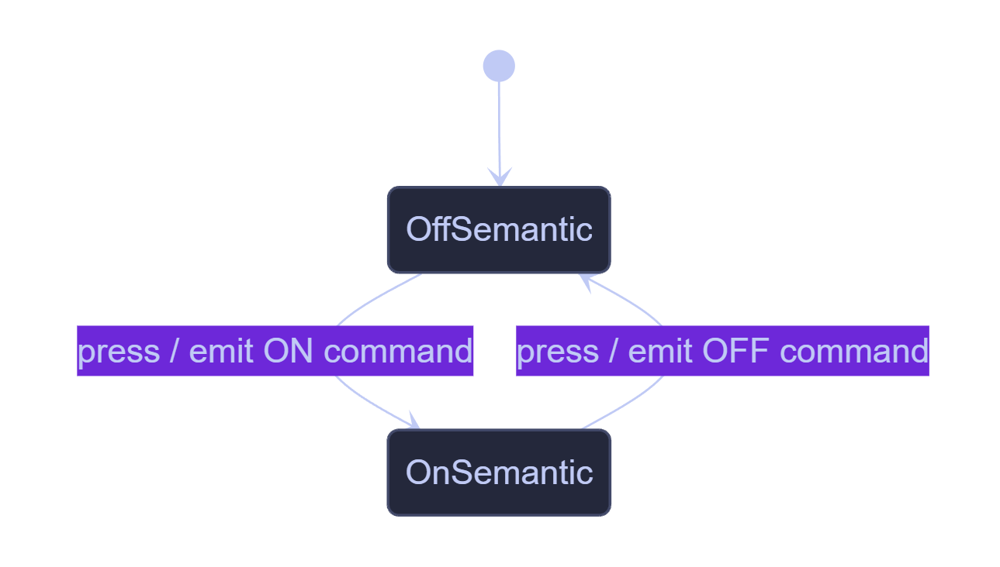 OffSemantic
press / emit ON command
press / emit OFF command
OnSemantic